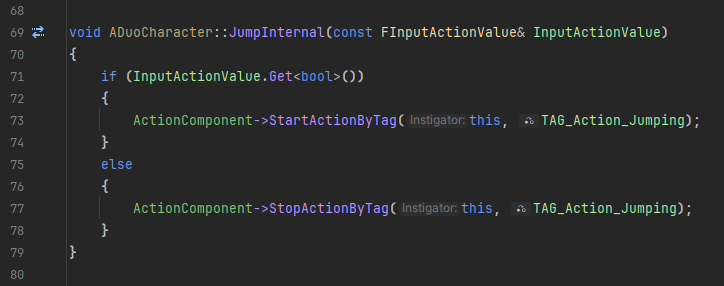 68
69 void ADuoCharacter::JumpInternal(const FInputActionValue& InputActionValue)
70 {
71 if (InputActionValue.Get<bool>())
72 {
73 ActionComponent->StartActionByTag( Instigator: this, TAG_Action_Jumping);
74 }
75 else
76 {
77 ActionComponent->StopActionByTag( Instigator: this, TAG_Action_Jumping);
78 }
79 }
80